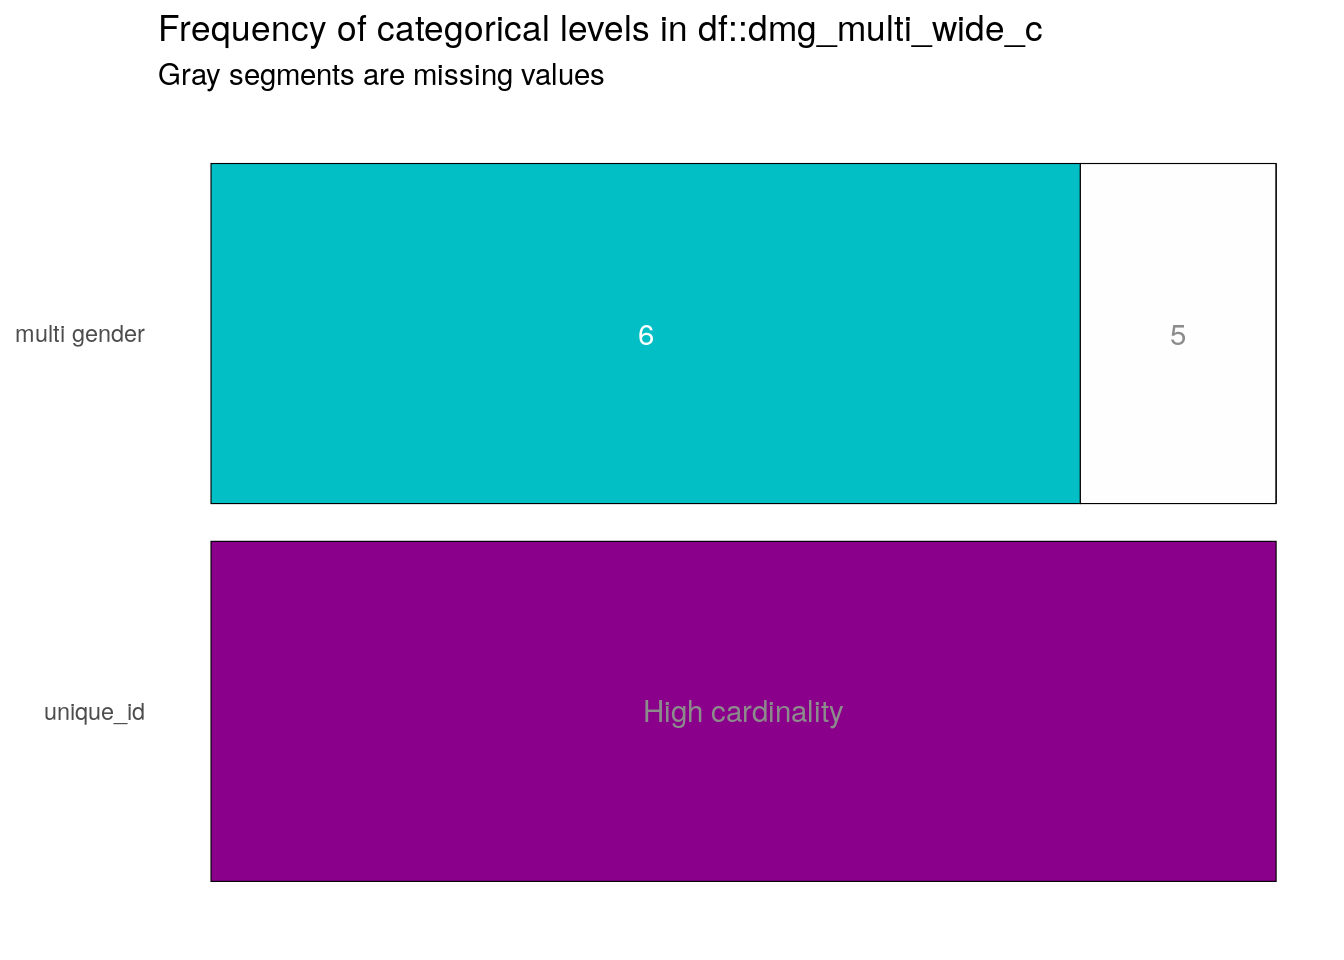 Frequency of categorical levels in df::dmg_multi_wide_c
Gray segments are missing values
multi gender
6
5
unique_id
High cardinality